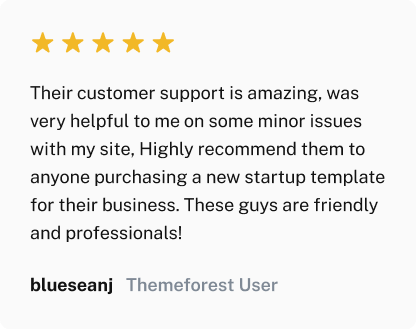 Their customer support is amazing, was
very helpful to me on some minor issues
with my site, Highly recommend them to
anyone purchasing a new startup template
for their business. These guys are friendly
and professionals!
blueseanj Themeforest User